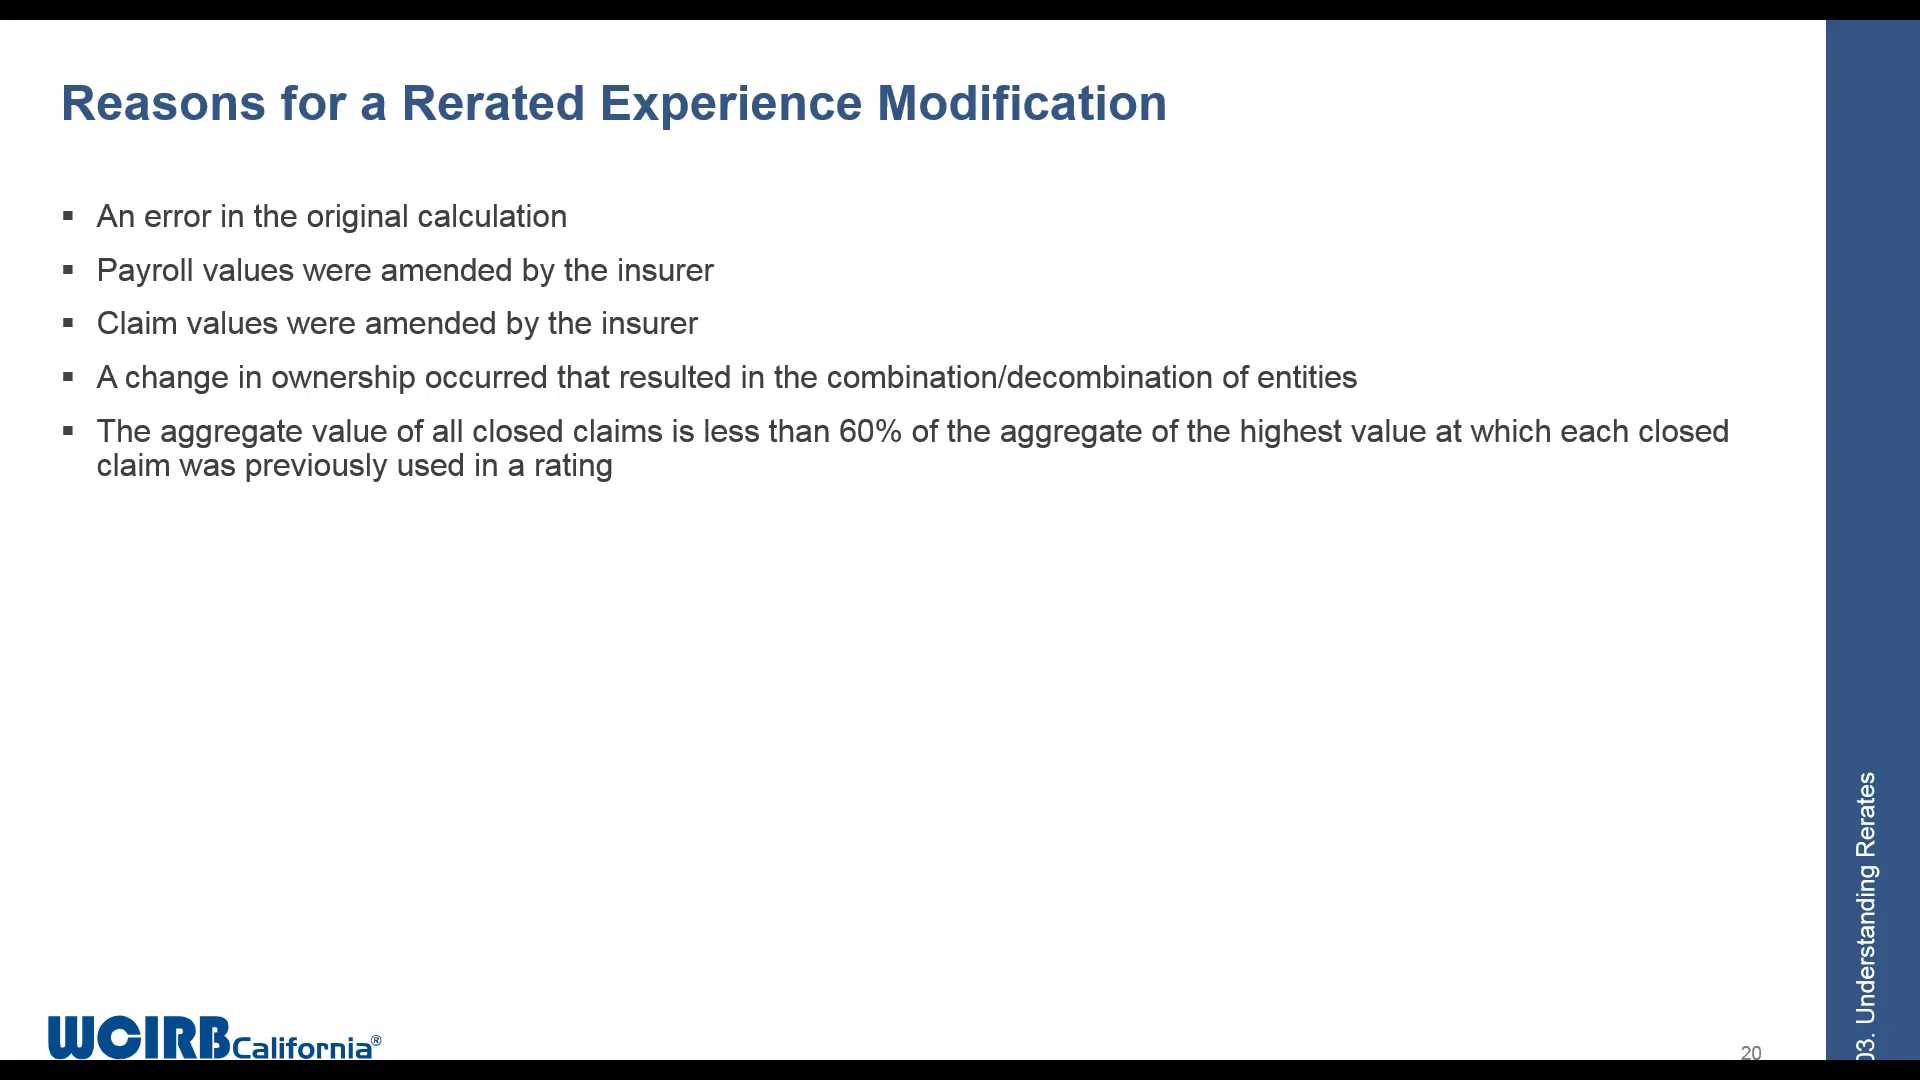 Reasons for a Rerated Experience Modification
▪ An error in the original calculation
▪ Payroll values were amended by the insurer
▪ Claim values were amended by the insurer
▪ A change in ownership occurred that resulted in the combination/decombination of entities
▪ The aggregate value of all closed claims is less than 60% of the aggregate of the highest value at which each closed
claim was previously used in a rating
03. Understanding Rerates
WCIRB California®
20